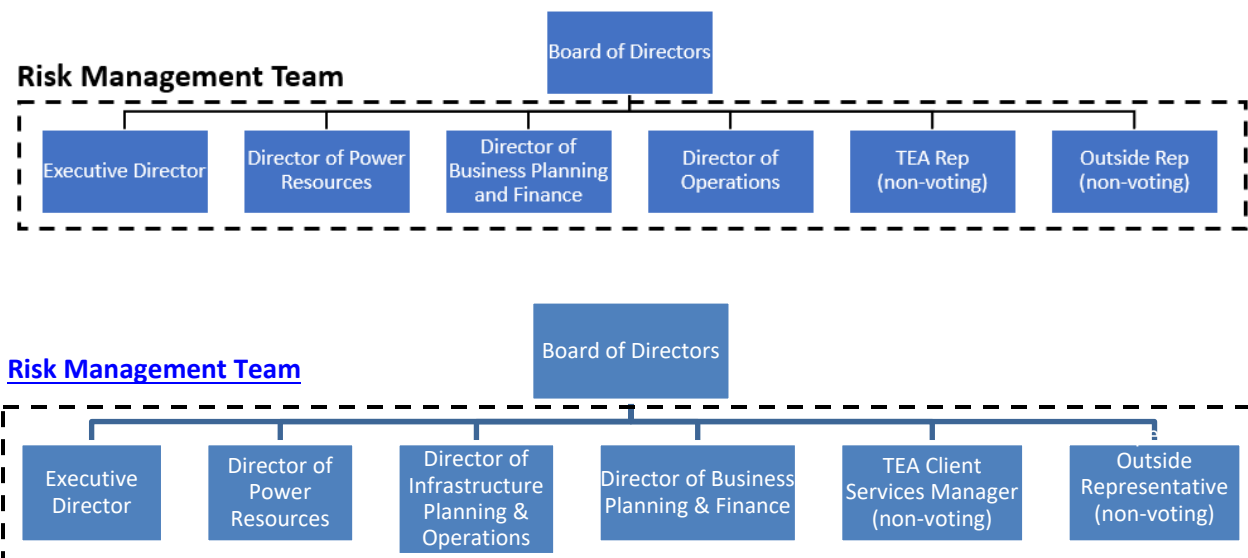 Board of Directors
Risk Management Team
Executive Director
Director of Power
Resources
Director of
Business Planning
and Finance
Director of
Operations
TEA Rep
(non-voting)
Outside Rep
(non-voting)
Board of Directors
Risk Management Team
Executive
Director
Director of
Power
Resources
Director of
Infrastructure
Planning &
Operations
Director of Business
Planning & Finance
TEA Client
Services Manager
(non-voting)
Outside
Representative
(non-voting)